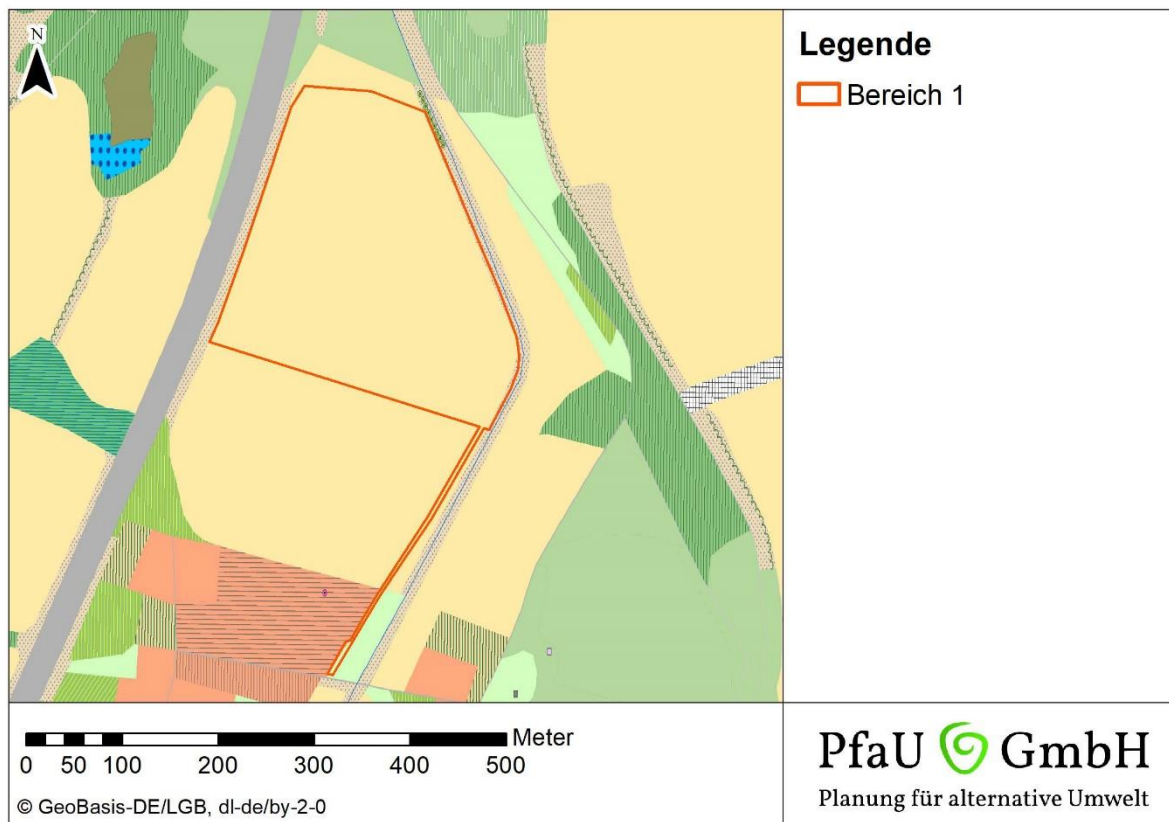 N
Legende
Bereich 1
Meter
0 50 100 200 300 400 500
© GeoBasis-DE/LGB, dl-de/by-2-0
PfaU GmbH
Planung für alternative Umwelt